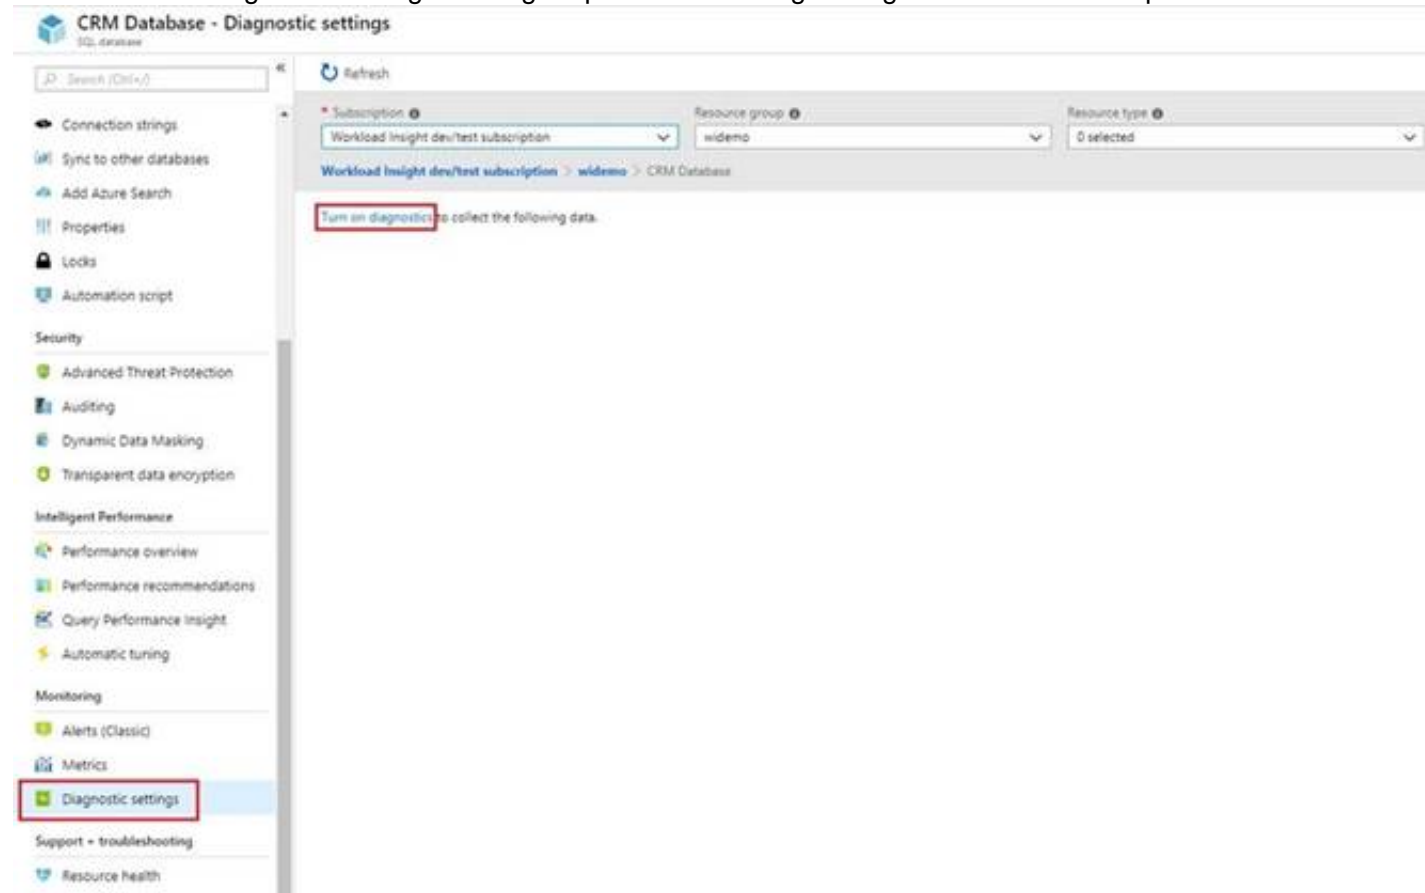 CRM Database - Diagnostic settings
SQL database
Search (Ctrl+/)
Connection strings
Sync to other databases
Add Azure Search
Properties
Locks
Automation script
Security
Advanced Threat Protection
Auditing
Dynamic Data Masking
Transparent data encryption
Intelligent Performance
Performance overview
Performance recommendations
Query Performance Insight
Automatic tuning
Monitoring
Alerts (Classic)
Metrics
Diagnostic settings
Support + troubleshooting
Resource health
Refresh
* Subscription
Workload Insight dev/test subscription
Resource group
widemo
Resource type
0 selected
Workload Insight dev/test subscription > widemo > CRM Database
Turn on diagnostics to collect the following data.